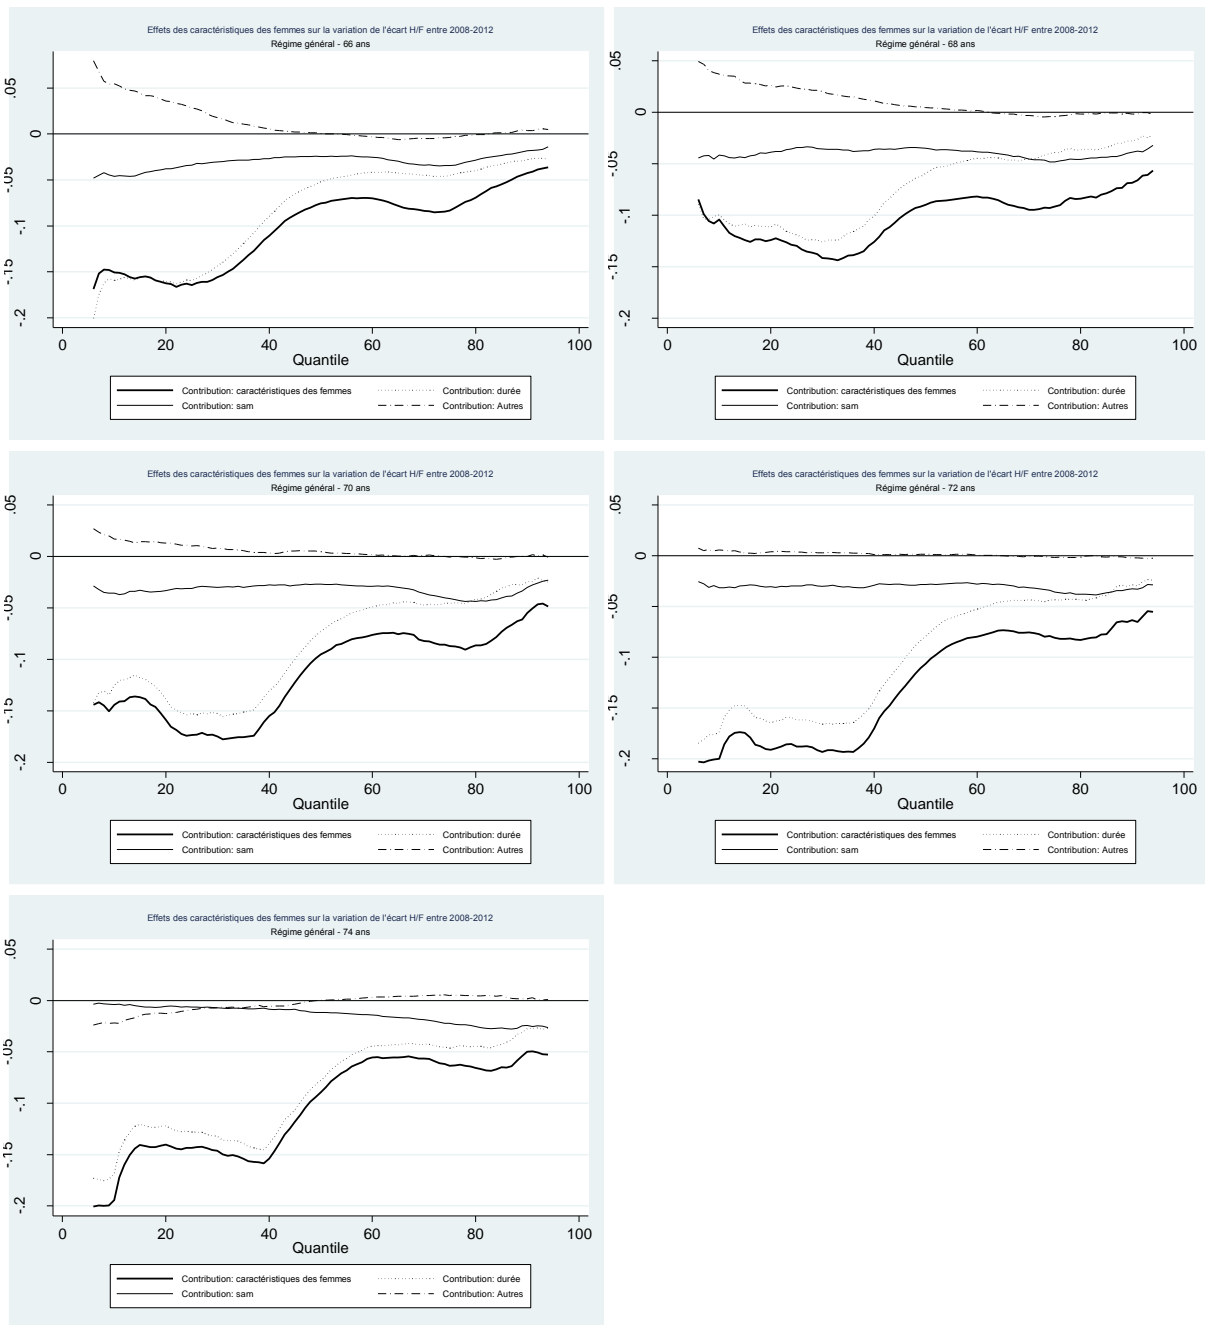 Effets des caractéristiques des femmes sur la variation de l'écart H/F entre 2008-2012
Régime général - 66 ans
.05
0
-.05
-.1
-.15
-.2
0 20 40 60 80 100
Quantile
Contribution: caractéristiques des femmes Contribution: durée
Contribution: sam Contribution: Autres
Effets des caractéristiques des femmes sur la variation de l'écart H/F entre 2008-2012
Régime général - 68 ans
.05
0
-.05
-.1
-.15
-.2
0 20 40 60 80 100
Quantile
Contribution: caractéristiques des femmes Contribution: durée
Contribution: sam Contribution: Autres
Effets des caractéristiques des femmes sur la variation de l'écart H/F entre 2008-2012
Régime général - 70 ans
.05
0
-.05
-.1
-.15
-.2
0 20 40 60 80 100
Quantile
Contribution: caractéristiques des femmes Contribution: durée
Contribution: sam Contribution: Autres
Effets des caractéristiques des femmes sur la variation de l'écart H/F entre 2008-2012
Régime général - 72 ans
.05
0
-.05
-.1
-.15
-.2
0 20 40 60 80 100
Quantile
Contribution: caractéristiques des femmes Contribution: durée
Contribution: sam Contribution: Autres
Effets des caractéristiques des femmes sur la variation de l'écart H/F entre 2008-2012
Régime général - 74 ans
.05
0
-.05
-.1
-.15
-.2
0 20 40 60 80 100
Quantile
Contribution: caractéristiques des femmes Contribution: durée
Contribution: sam Contribution: Autres